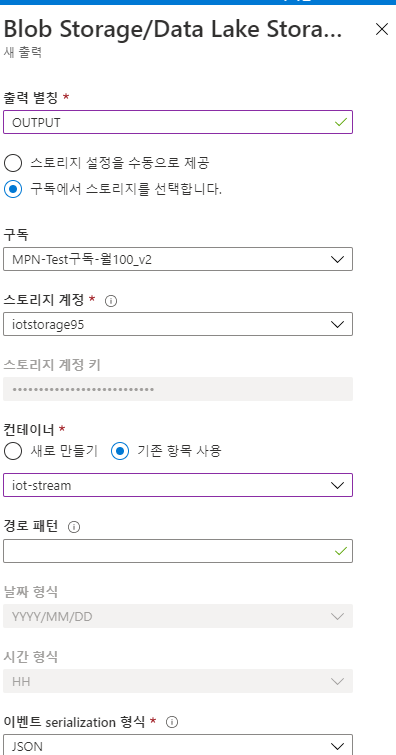 Blob Storage/Data Lake Stora...
새 출력
출력 별칭 *
OUTPUT
스토리지 설정을 수동으로 제공
구독에서 스토리지를 선택합니다.
구독
MPN-Test구독-월100_v2
스토리지 계정 *
iotstorage95
스토리지 계정 키
•••••••••••••••••••••••••••
컨테이너 *
새로 만들기 기존 항목 사용
iot-stream
경로 패턴
날짜 형식
YYYY/MM/DD
시간 형식
HH
이벤트 serialization 형식 *
JSON